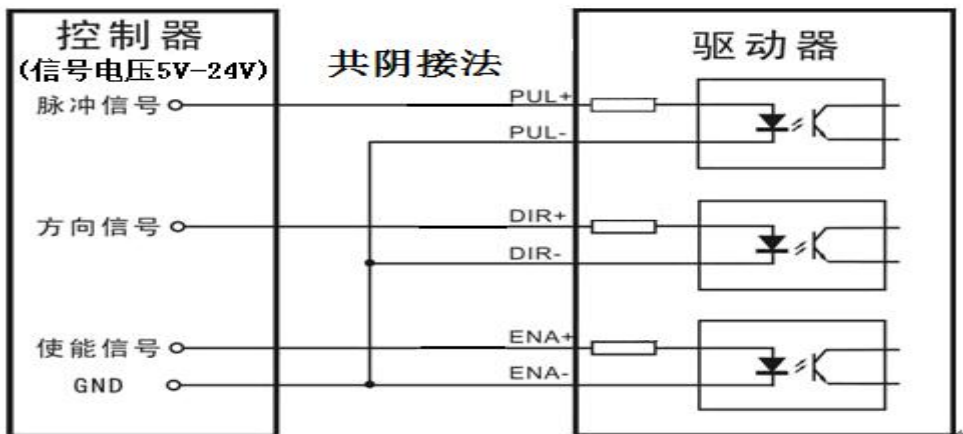 控制器
(信号电压5V-24V)
共阴接法
驱动器
脉冲信号
PUL+
PUL-
方向信号
DIR+
DIR-
使能信号
ENA+
GND
ENA-